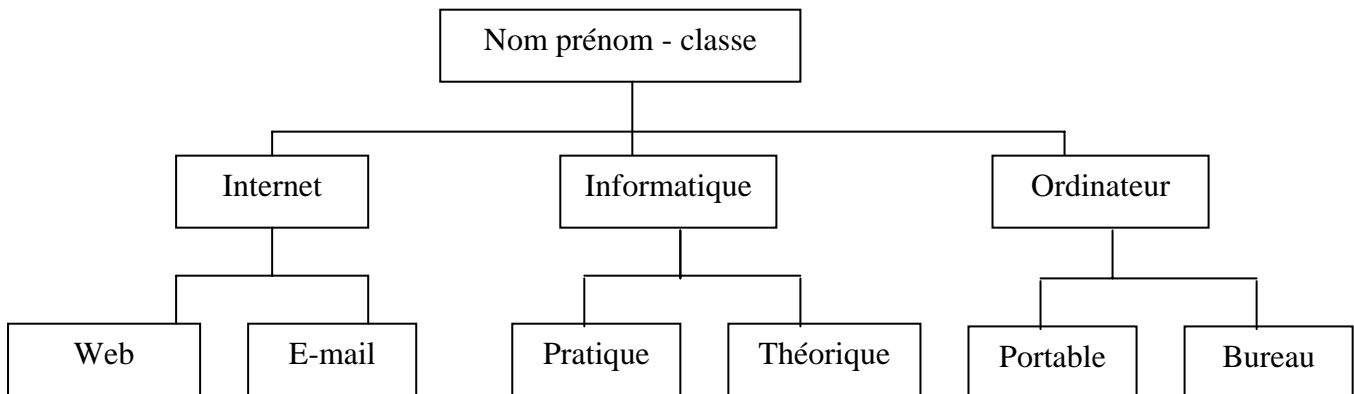 Nom prénom - classe
Internet
Informatique
Ordinateur
Web
E-mail
Pratique
Théorique
Portable
Bureau